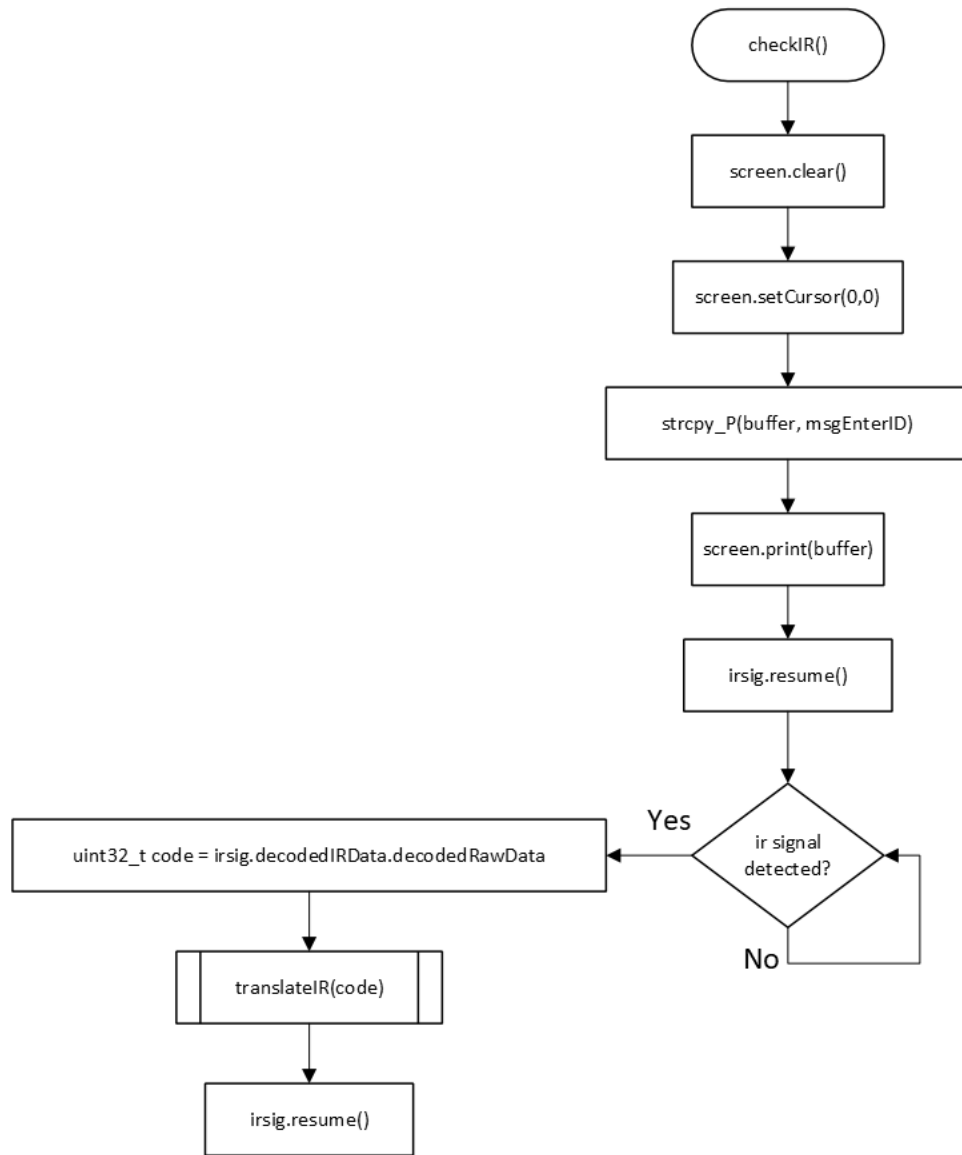 checkIR()
screen.clear()
screen.setCursor(0,0)
strcpy_P(buffer, msgEnterID)
screen.print(buffer)
irsig.resume()
ir signal
detected?
Yes
No
uint32_t code = irsig.decodedIRData.decodedRawData
translateIR(code)
irsig.resume()